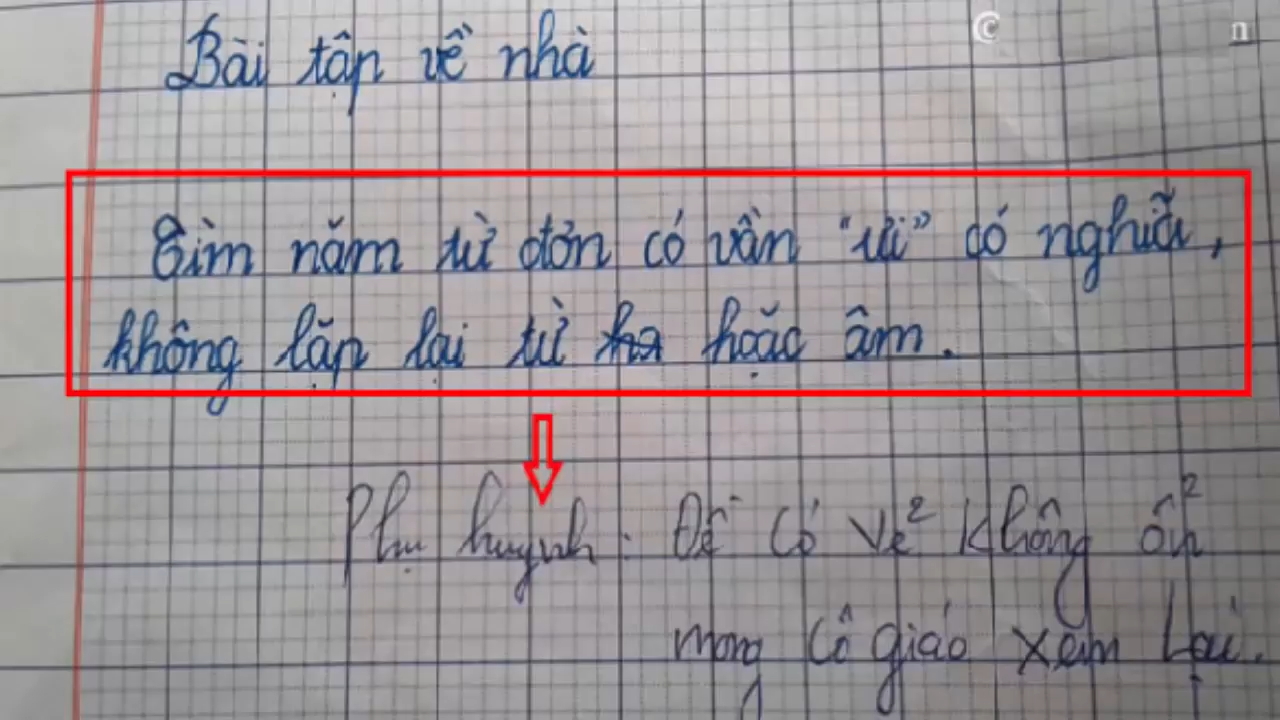 © n
Bài tập về nhà
Tìm năm từ đơn có vần “ưi” có nghĩa,
không lặp lại từ hoặc âm.
Phụ huynh: Đề có vẻ không ổn
mong cô giáo xem lại.